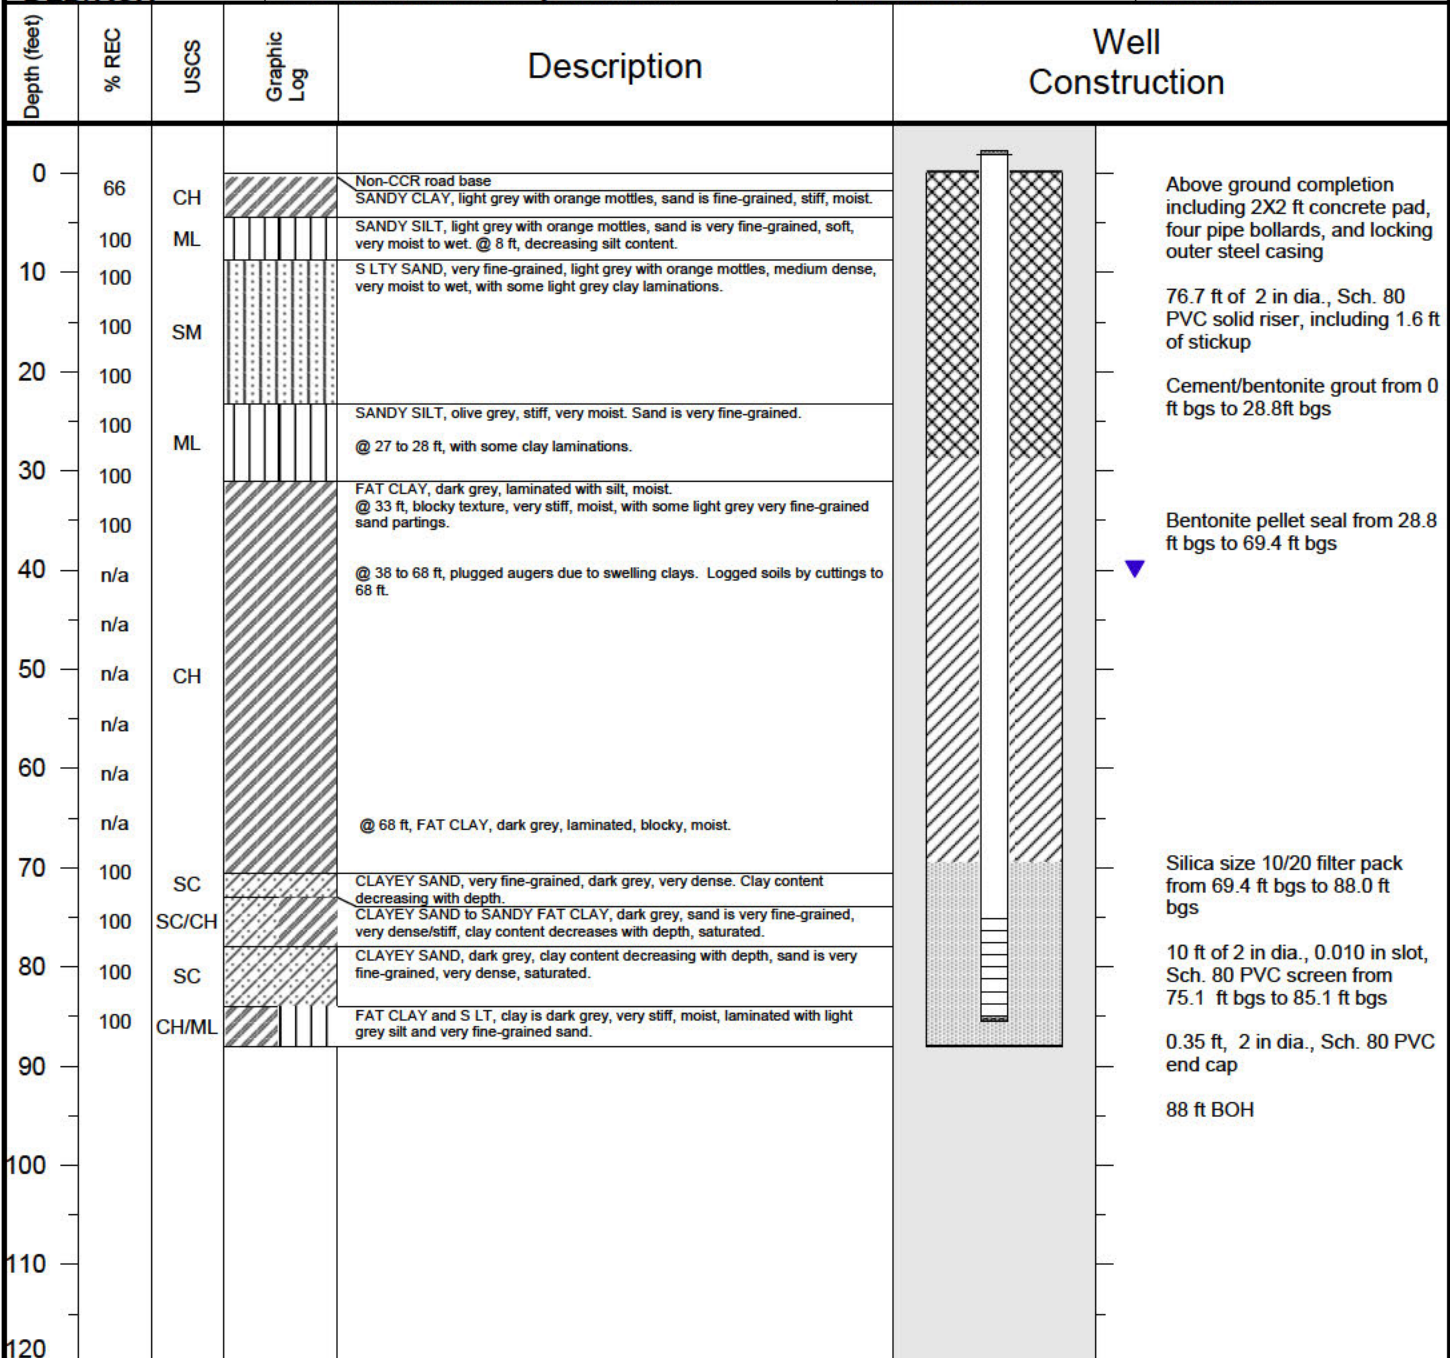 Depth (feet)
% REC
USCS
Graphic
Log
Description
Well
Construction
0
10
20
30
40
50
60
70
80
90
100
110
120
66
100
100
100
100
100
100
100
n/a
n/a
n/a
n/a
n/a
n/a
100
100
100
100
CH
ML
SM
ML
CH
SC
SC/CH
SC
CH/ML
Non-CCR road base
SANDY CLAY, light grey with orange mottles, sand is fine-grained, stiff, moist.
SANDY SILT, light grey with orange mottles, sand is very fine-grained, soft,
very moist to wet. @ 8 ft, decreasing silt content.
S LTY SAND, very fine-grained, light grey with orange mottles, medium dense,
very moist to wet, with some light grey clay laminations.
SANDY SILT, olive grey, stiff, very moist. Sand is very fine-grained.
@ 27 to 28 ft, with some clay laminations.
FAT CLAY, dark grey, laminated with silt, moist.
@ 33 ft, blocky texture, very stiff, moist, with some light grey very fine-grained
sand partings.
@ 38 to 68 ft, plugged augers due to swelling clays. Logged soils by cuttings to
68 ft.
@ 68 ft, FAT CLAY, dark grey, laminated, blocky, moist.
CLAYEY SAND, very fine-grained, dark grey, very dense. Clay content
decreasing with depth.
CLAYEY SAND to SANDY FAT CLAY, dark grey, sand is very fine-grained,
very dense/stiff, clay content decreases with depth, saturated.
CLAYEY SAND, dark grey, clay content decreasing with depth, sand is very
fine-grained, very dense, saturated.
FAT CLAY and S LT, clay is dark grey, very stiff, moist, laminated with light
grey silt and very fine-grained sand.
Above ground completion
including 2X2 ft concrete pad,
four pipe bollards, and locking
outer steel casing
76.7 ft of 2 in dia., Sch. 80
PVC solid riser, including 1.6 ft
of stickup
Cement/bentonite grout from 0
ft bgs to 28.8ft bgs
Bentonite pellet seal from 28.8
ft bgs to 69.4 ft bgs
Silica size 10/20 filter pack
from 69.4 ft bgs to 88.0 ft
bgs
10 ft of 2 in dia., 0.010 in slot,
Sch. 80 PVC screen from
75.1 ft bgs to 85.1 ft bgs
0.35 ft, 2 in dia., Sch. 80 PVC
end cap
88 ft BOH